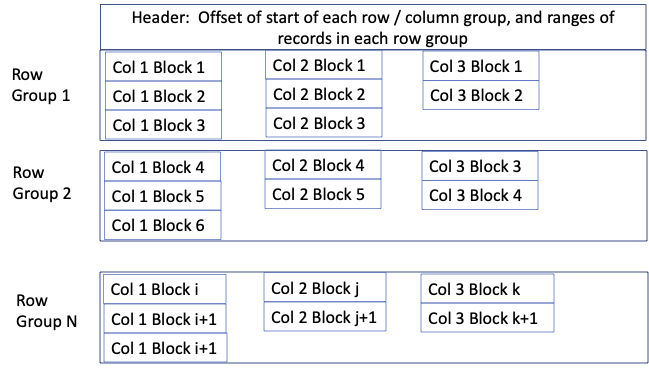 Header: Offset of start of each row / column group, and ranges of
records in each row group
Row
Group 1
Col 1 Block 1
Col 2 Block 1
Col 3 Block 1
Col 1 Block 2
Col 2 Block 2
Col 3 Block 2
Col 1 Block 3
Col 2 Block 3
Row
Group 2
Col 1 Block 4
Col 2 Block 4
Col 3 Block 3
Col 1 Block 5
Col 2 Block 5
Col 3 Block 4
Col 1 Block 6
Row
Group N
Col 1 Block i
Col 2 Block j
Col 3 Block k
Col 1 Block i+1
Col 2 Block j+1
Col 3 Block k+1
Col 1 Block i+1